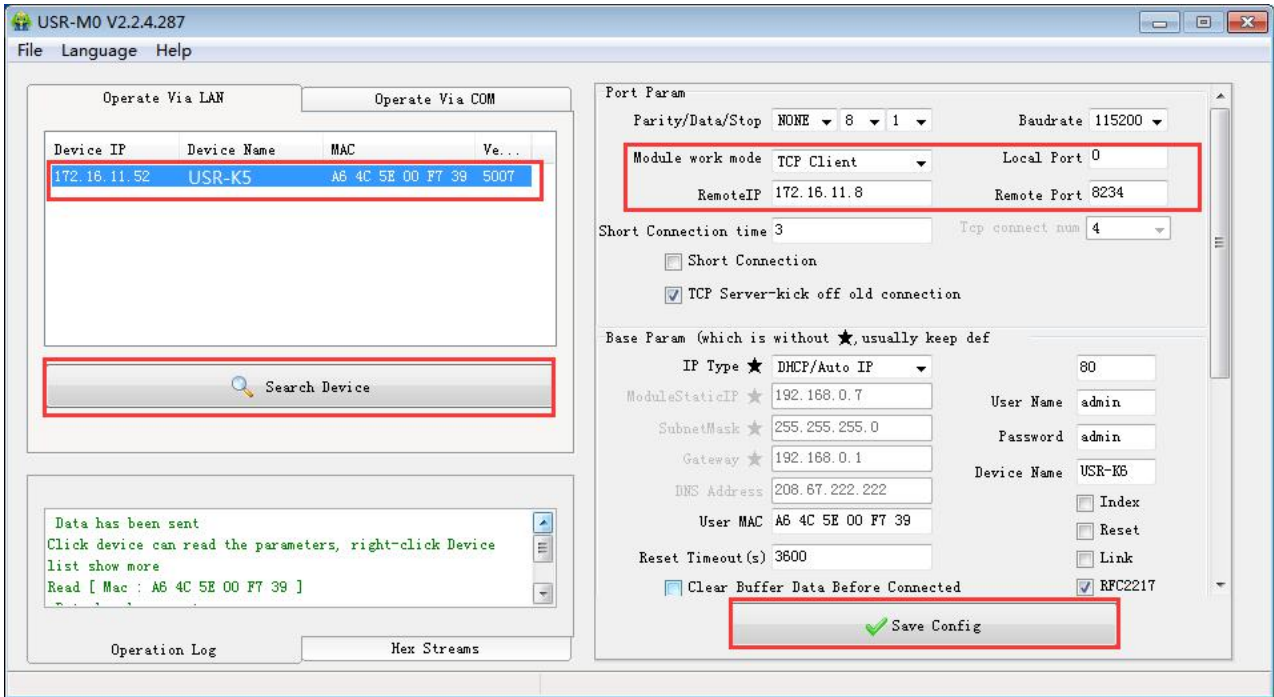 USR-M0 V2.2.4.287
File Language Help
Operate Via LAN Operate Via COM
Device IP Device Name MAC Ve...
172.16.11.52 USR-K5 A6 4C 5E 00 F7 39 5007
Search Device
Data has been sent
Click device can read the parameters, right-click Device
list show more
Read [ Mac : A6 4C 5E 00 F7 39 ]
Operation Log Hex Streams
Port Param
Parity/Data/Stop NONE 8 1 Baudrate 115200
Module work mode TCP Client Local Port 0
RemoteIP 172.16.11.8 Remote Port 8234
Short Connection time 3 Tcp connect num 4
Short Connection
TCP Server-kick off old connection
Base Param (which is without ★,usually keep def
IP Type ★ DHCP/Auto IP 80
ModuleStaticIP ★ 192.168.0.7 User Name admin
SubnetMask ★ 255.255.255.0 Password admin
Gateway ★ 192.168.0.1 Device Name USR-K6
DNS Address 208.67.222.222 Index
User MAC A6 4C 5E 00 F7 39 Reset
Reset Timeout(s) 3600 Link
Clear Buffer Data Before Connected RFC2217
Save Config